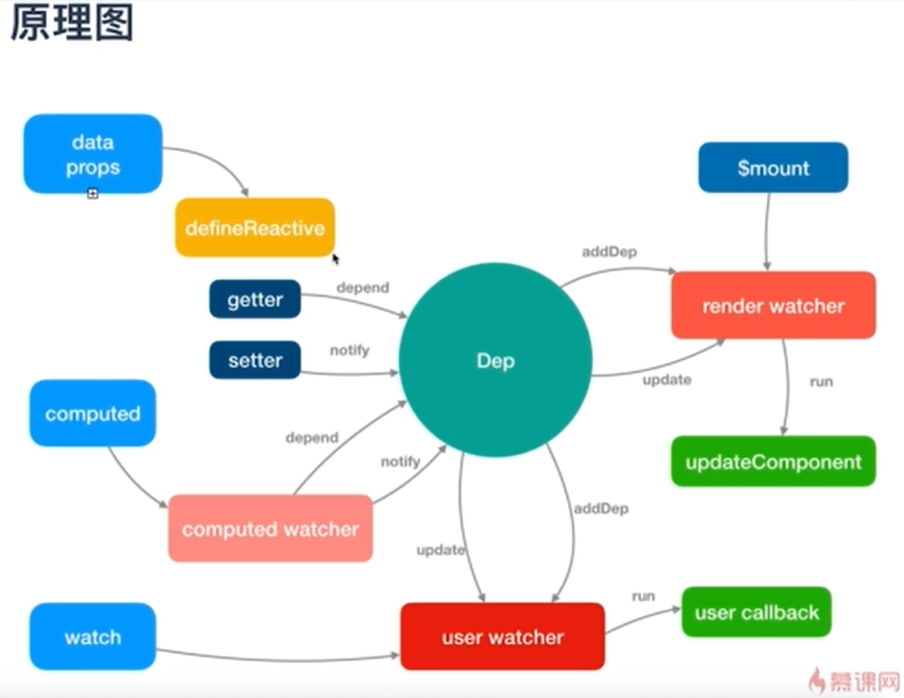 原理图
data
props
$mount
defineReactive
addDep
getter
depend
render watcher
setter
notify
Dep
update
run
computed
depend
notify
updateComponent
computed watcher
addDep
update
run
user callback
watch
user watcher
慕课网